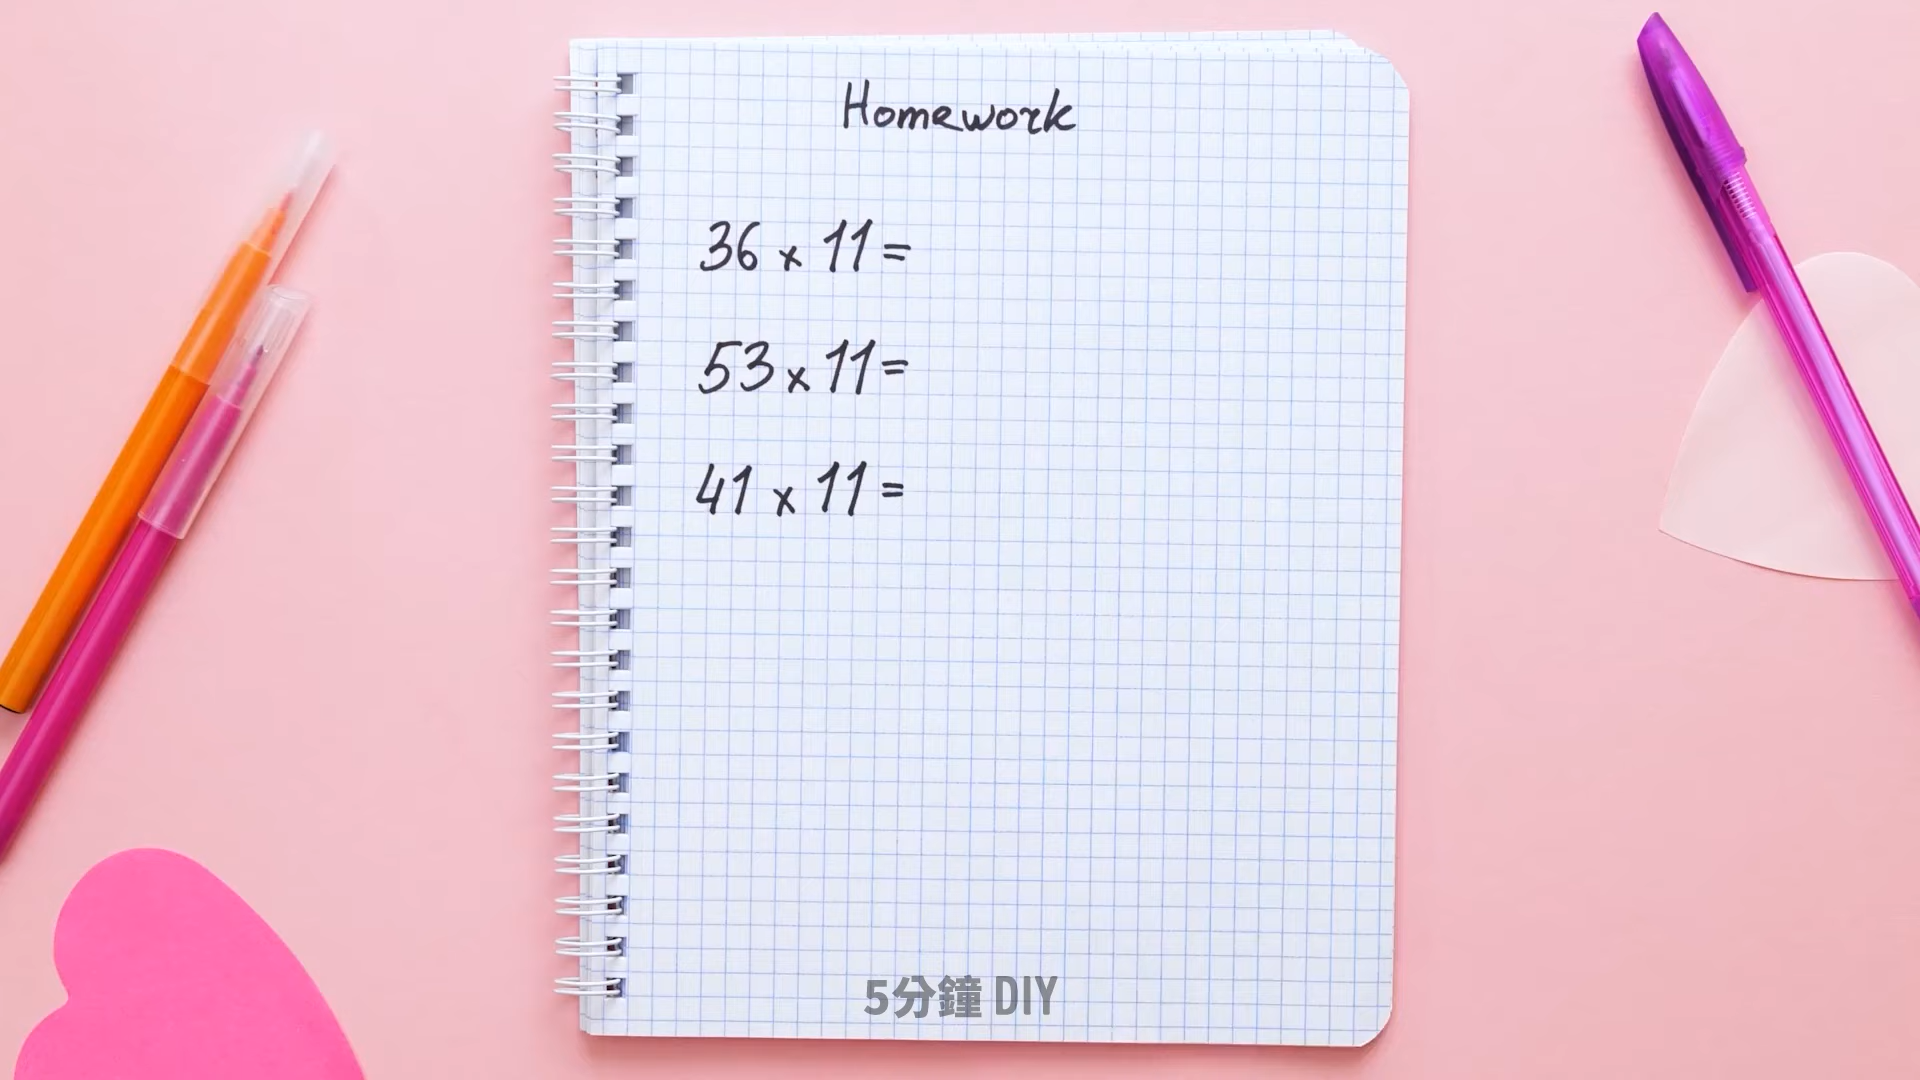 Homework
36 x 11 =
53 x 11 =
41 x 11 =
5分鐘 DIY